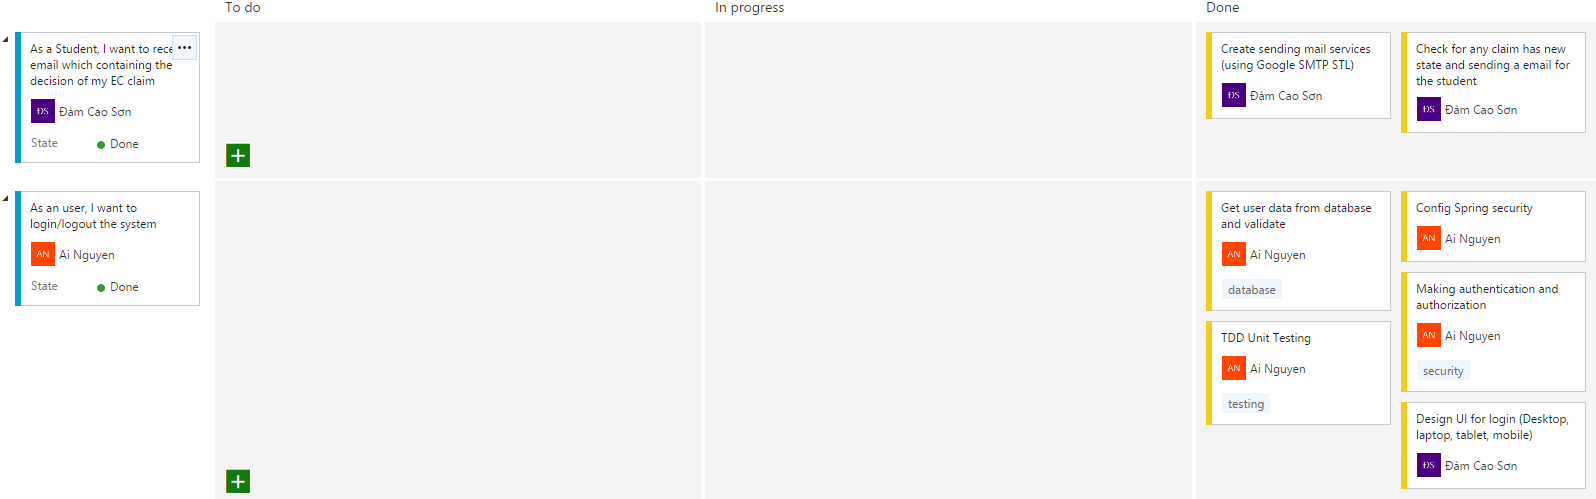 To do
In progress
Done
As a Student, I want to rece
email which containing the
decision of my EC claim
ĐS Đàm Cao Sơn
State Done
Create sending mail services
(using Google SMTP STL)
ĐS Đàm Cao Sơn
Check for any claim has new
state and sending a email for
the student
ĐS Đàm Cao Sơn
As an user, I want to
login/logout the system
AN Ai Nguyen
State Done
Get user data from database
and validate
AN Ai Nguyen
database
TDD Unit Testing
AN Ai Nguyen
testing
Config Spring security
AN Ai Nguyen
Making authentication and
authorization
AN Ai Nguyen
security
Design UI for login (Desktop,
laptop, tablet, mobile)
ĐS Đàm Cao Sơn